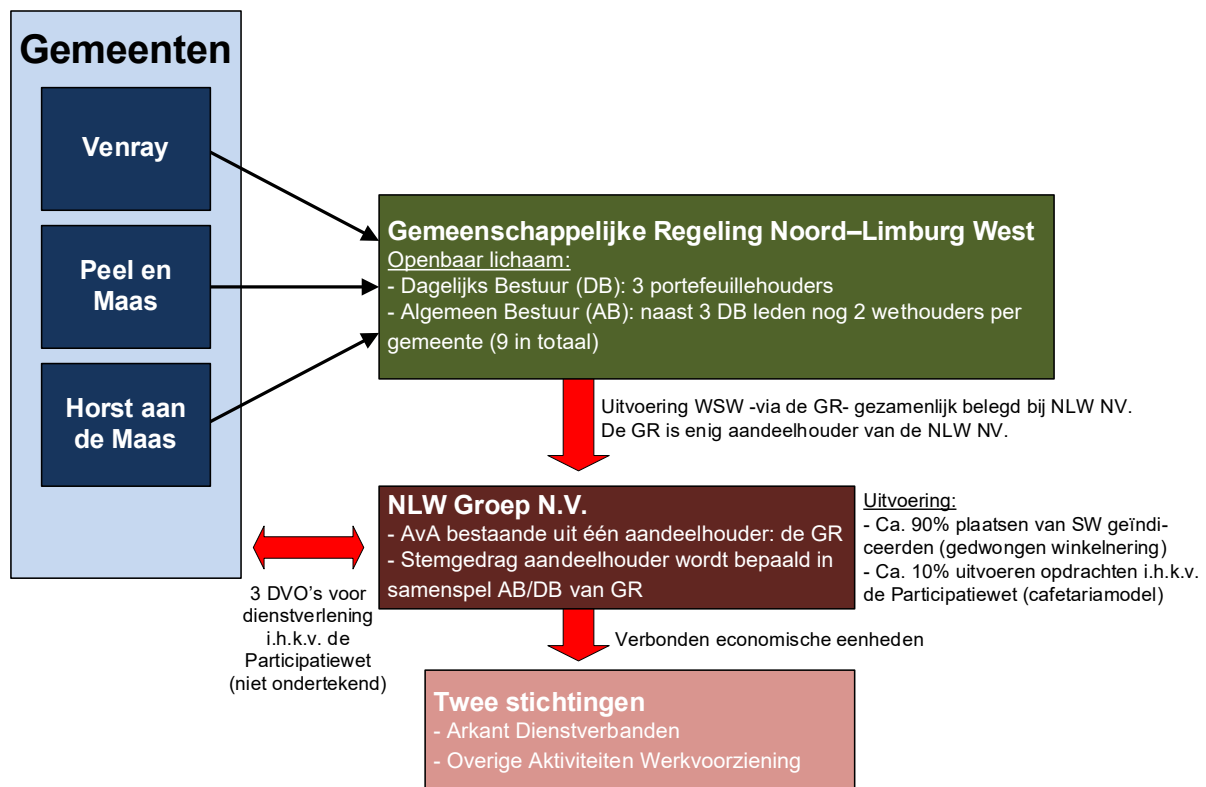 Gemeenten
Venray
Peel en
Maas
Horst aan
de Maas
Gemeenschappelijke Regeling Noord–Limburg West
Openbaar lichaam:
- Dagelijks Bestuur (DB): 3 portefeuillehouders
- Algemeen Bestuur (AB): naast 3 DB leden nog 2 wethouders per
gemeente (9 in totaal)
Uitvoering WSW -via de GR- gezamenlijk belegd bij NLW NV.
De GR is enig aandeelhouder van de NLW NV.
NLW Groep N.V.
- AvA bestaande uit één aandeelhouder: de GR
- Stemgedrag aandeelhouder wordt bepaald in
samenspel AB/DB van GR
Uitvoering:
- Ca. 90% plaatsen van SW geïndi-
ceerden (gedwongen winkelnering)
- Ca. 10% uitvoeren opdrachten i.h.k.v.
de Participatiewet (cafetariamodel)
3 DVO's voor
dienstverlening
i.h.k.v. de
Participatiewet
(niet ondertekend)
Verbonden economische eenheden
Twee stichtingen
- Arkant Dienstverbanden
- Overige Aktiviteiten Werkvoorziening